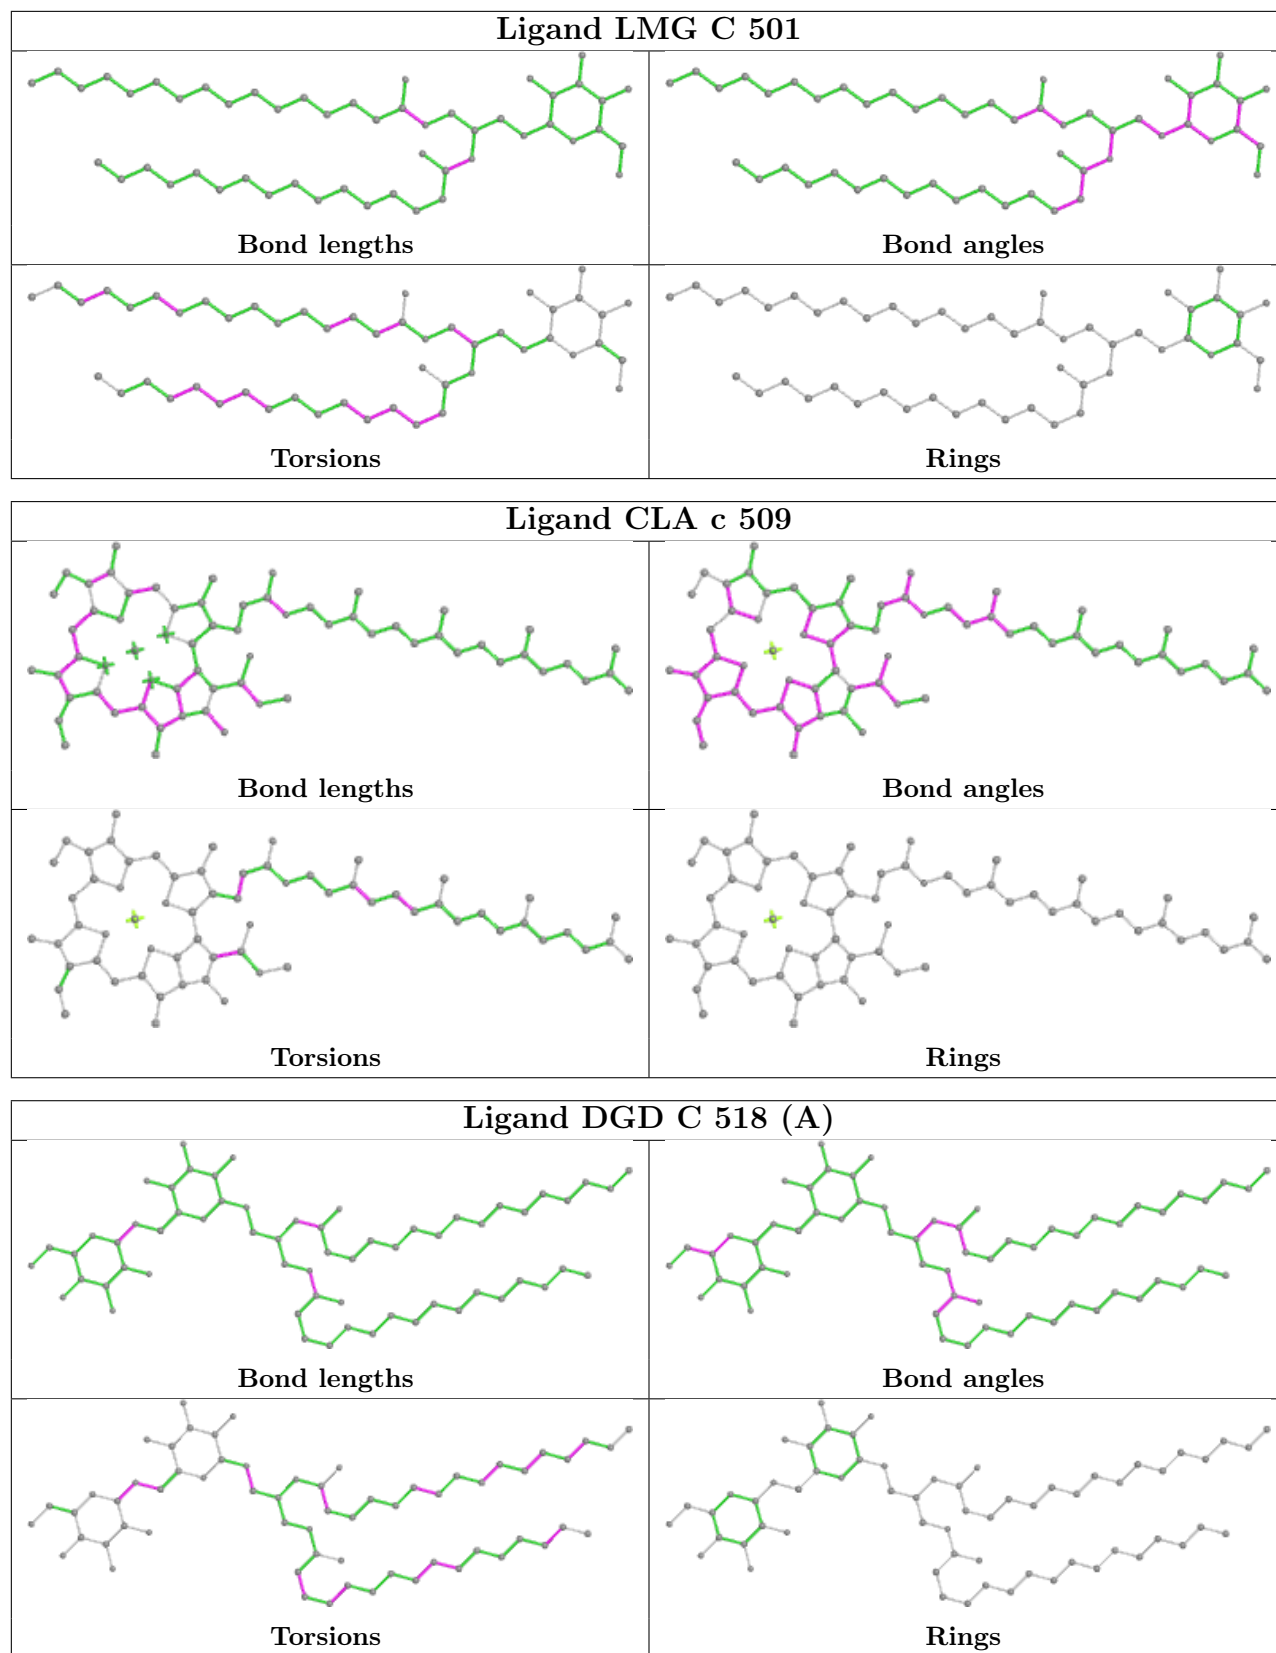 Ligand LMG C 501
Bond lengths
Bond angles
Torsions
Rings
Ligand CLA c 509
Bond lengths
Bond angles
Torsions
Rings
Ligand DGD C 518 (A)
Bond lengths
Bond angles
Torsions
Rings